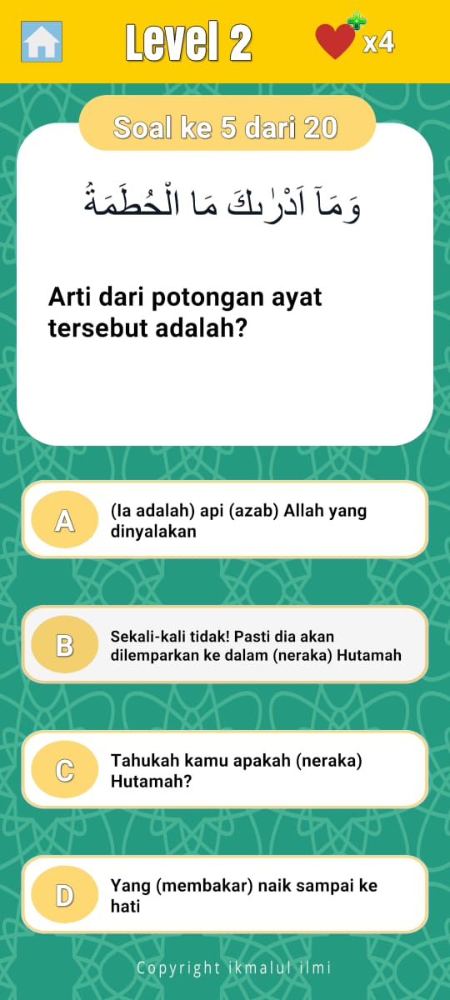 Level 2
x4
Soal ke 5 dari 20
وَمَآ اَدْرٰىكَ مَا الْحُطَمَةُ
Arti dari potongan ayat
tersebut adalah?
A
(Ia adalah) api (azab) Allah yang
dinyalakan
B
Sekali-kali tidak! Pasti dia akan
dilemparkan ke dalam (neraka) Hutamah
C
Tahukah kamu apakah (neraka)
Hutamah?
D
Yang (membakar) naik sampai ke
hati
Copyright ikmalul ilmi